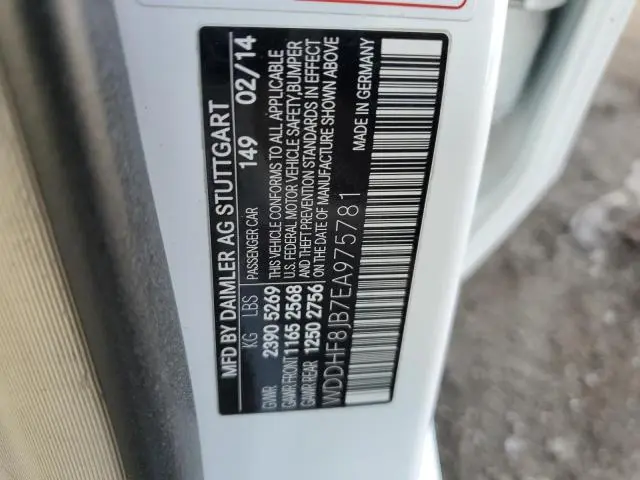 MFD BY DAIMLER AG STUTTGART
149 02/14
KG LBS PASSENGER CAR
GVWR 2390 5269 THIS VEHICLE CONFORMS TO ALL APPLICABLE
GAWR FRONT 1165 2568 U.S. FEDERAL MOTOR VEHICLE SAFETY,BUMPER
GAWR REAR 1250 2756 AND THEFT PREVENTION STANDARDS IN EFFECT
ON THE DATE OF MANUFACTURE SHOWN ABOVE
WDDHF8JB7EA975781
MADE IN GERMANY